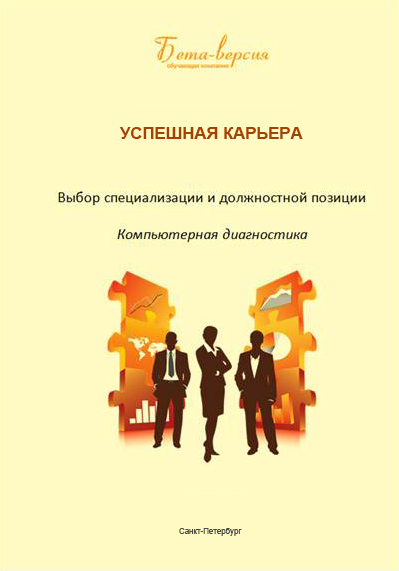 Бета-версия
обучающая компания
УСПЕШНАЯ КАРЬЕРА
Выбор специализации и должностной позиции
Компьютерная диагностика
Санкт-Петербург